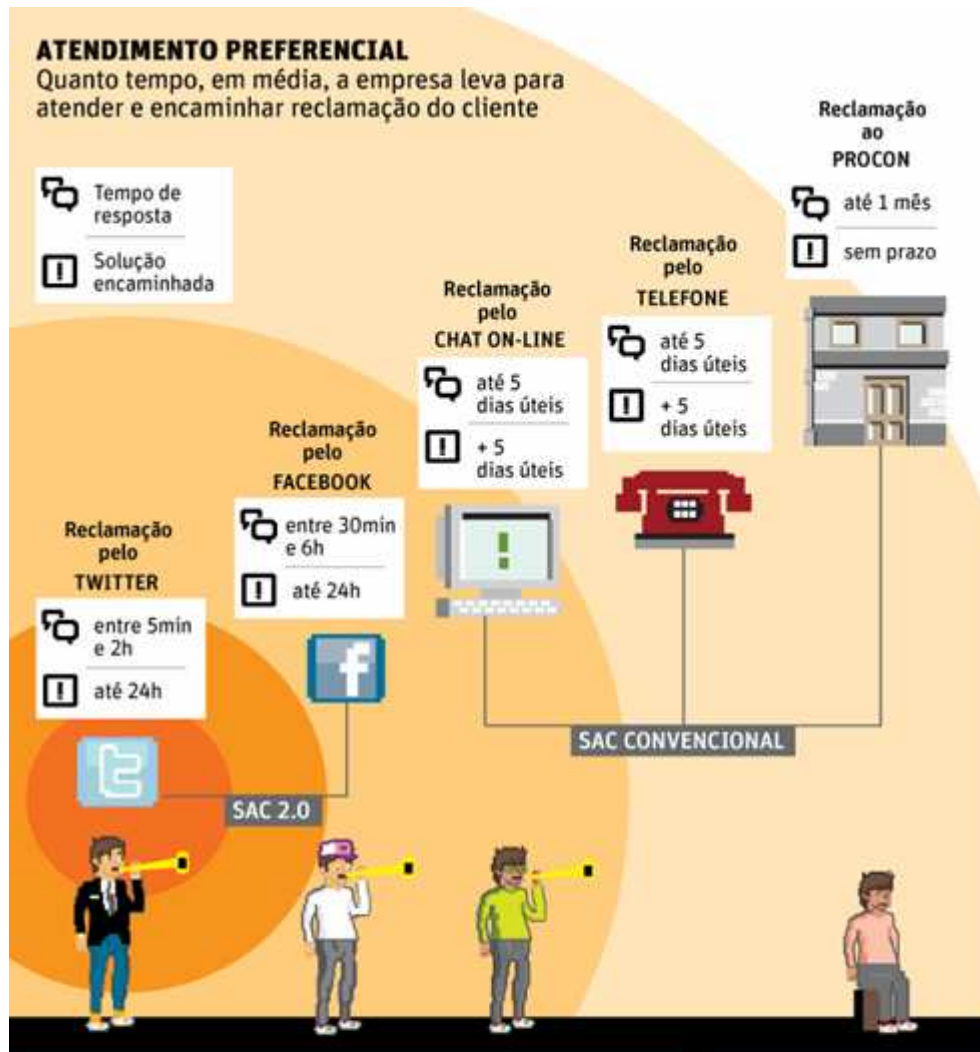 ATENDIMENTO PREFERENCIAL
Quanto tempo, em média, a empresa leva para
atender e encaminhar reclamação do cliente
Tempo de
resposta
Solução
encaminhada
Reclamação
pelo
TWITTER
entre 5min
e 2h
até 24h
Reclamação
pelo
FACEBOOK
entre 30min
e 6h
até 24h
Reclamação
pelo
CHAT ON-LINE
até 5
dias úteis
+ 5
dias úteis
Reclamação
pelo
TELEFONE
até 5
dias úteis
+ 5
dias úteis
Reclamação
ao
PROCON
até 1 mês
sem prazo
SAC 2.0
SAC CONVENCIONAL